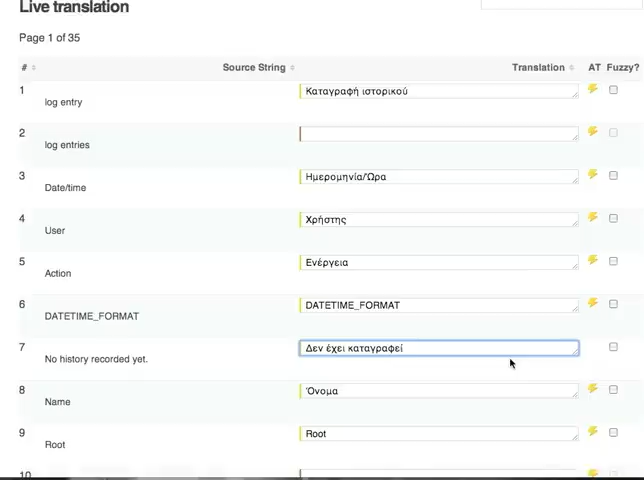 Live translation
Page 1 of 35
# Source String Translation AT Fuzzy?
1 log entry Καταγραφή ιστορικού
2 log entries
3 Date/time Ημερομηνία/Ώρα
4 User Χρήστης
5 Action Ενέργεια
6 DATETIME_FORMAT DATETIME_FORMAT
7 No history recorded yet. Δεν έχει καταγραφεί
8 Name Όνομα
9 Root Root
10